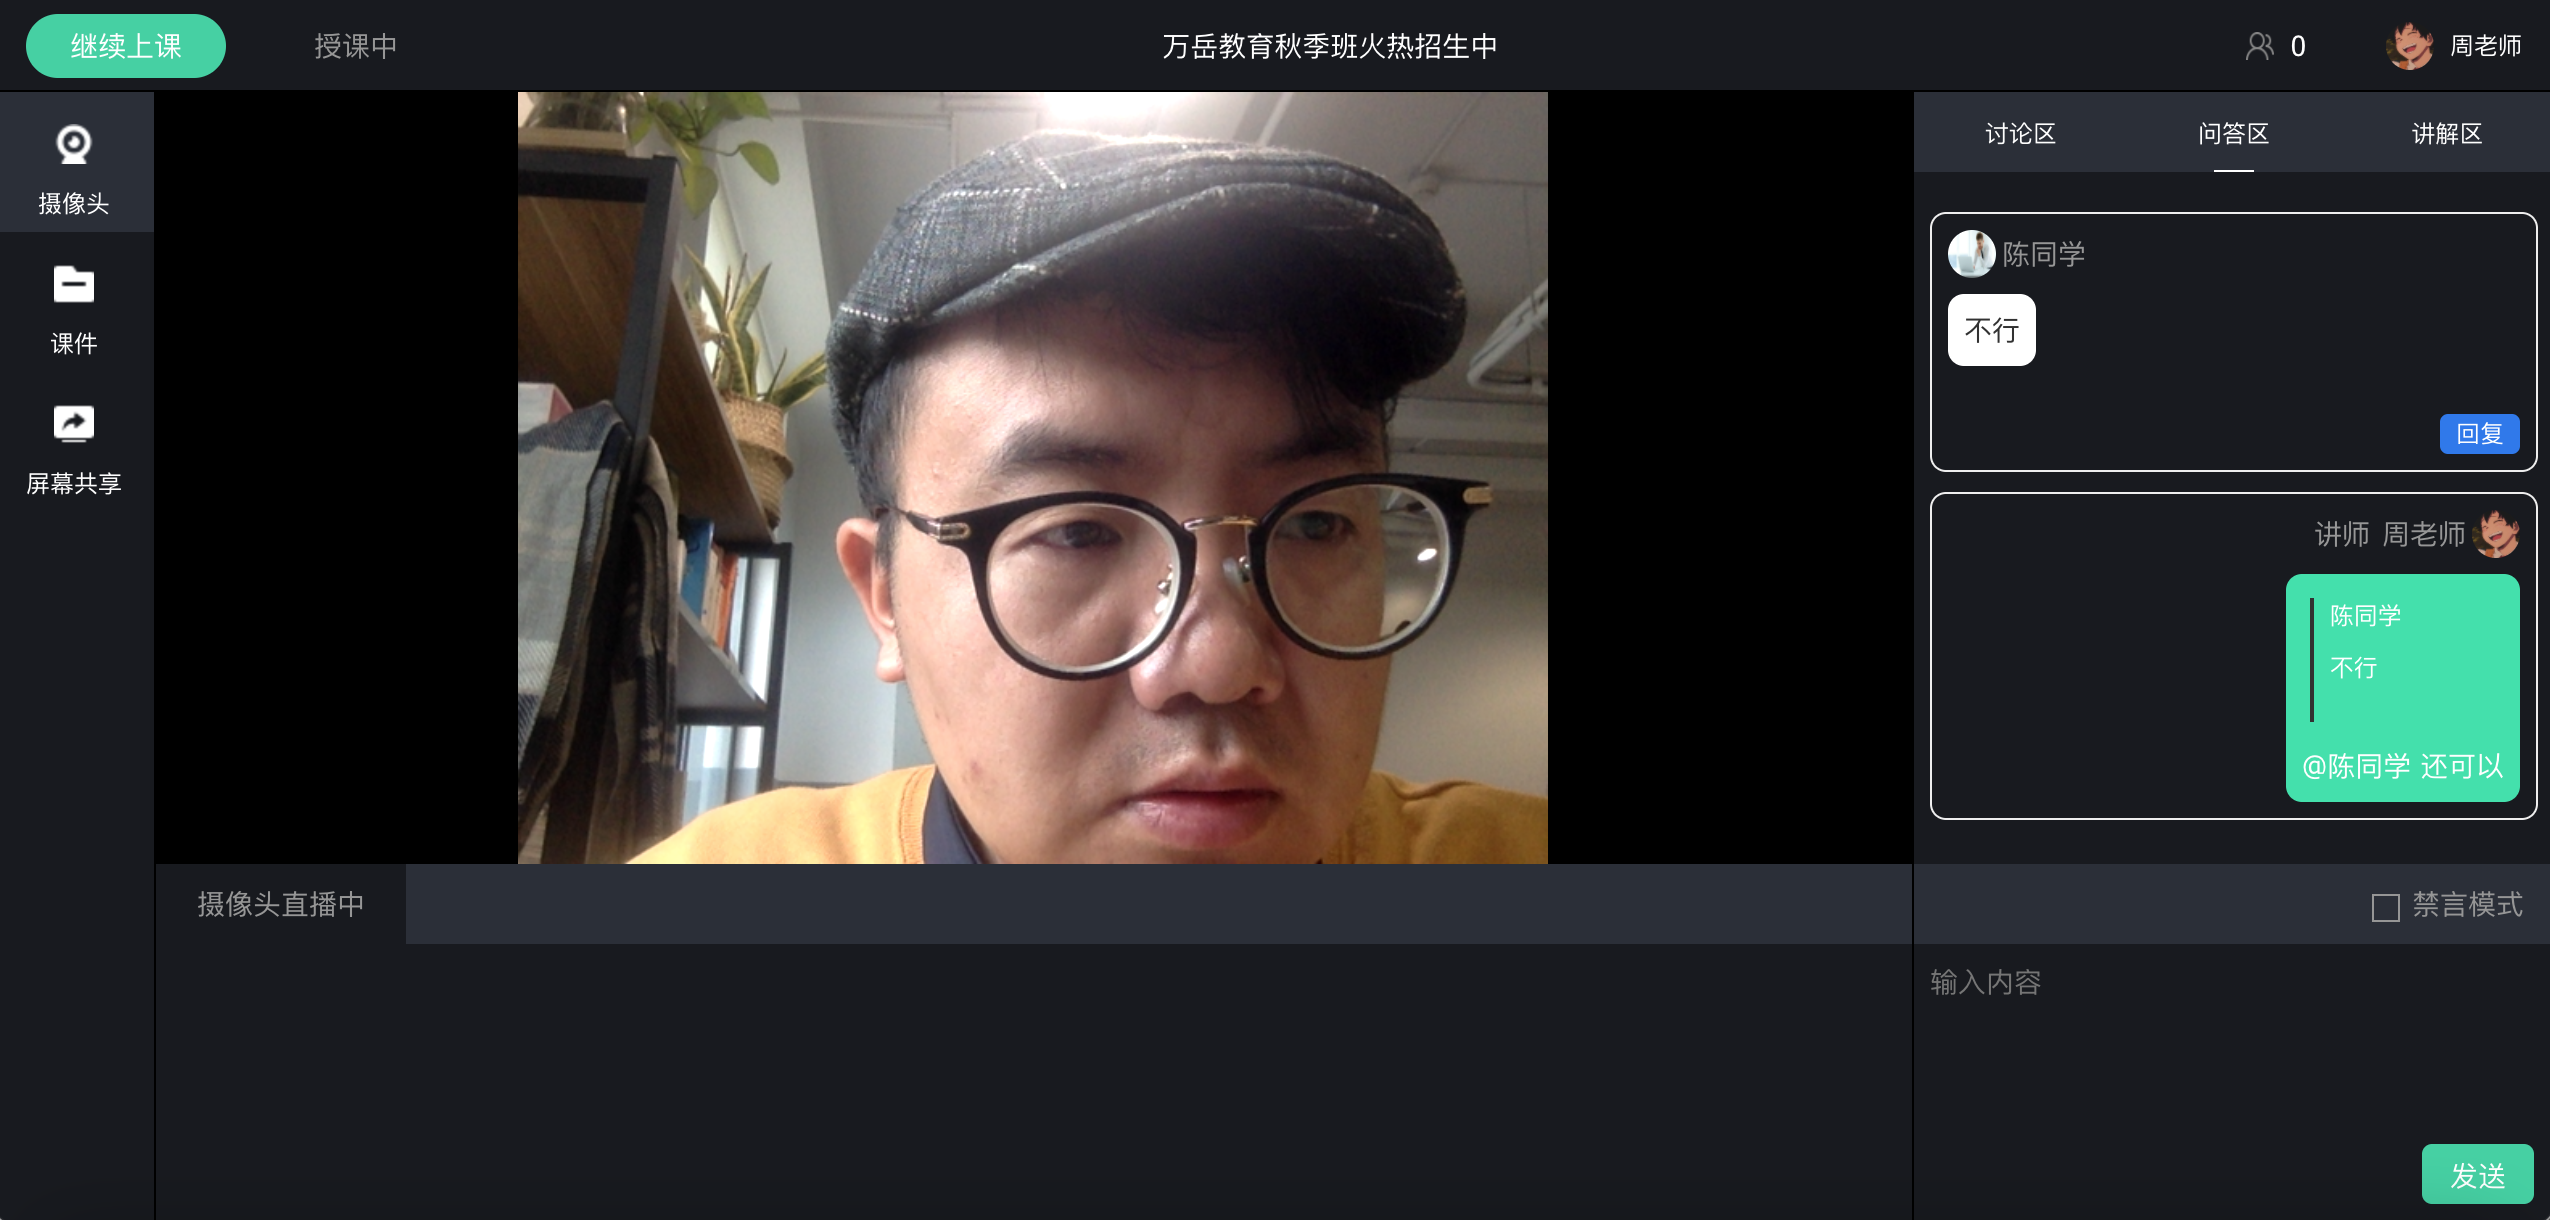 继续上课
授课中
万岳教育秋季班火热招生中
0
周老师
摄像头
课件
屏幕共享
摄像头直播中
讨论区
问答区
讲解区
陈同学
不行
回复
讲师 周老师
陈同学
不行
@陈同学 还可以
禁言模式
输入内容
发送